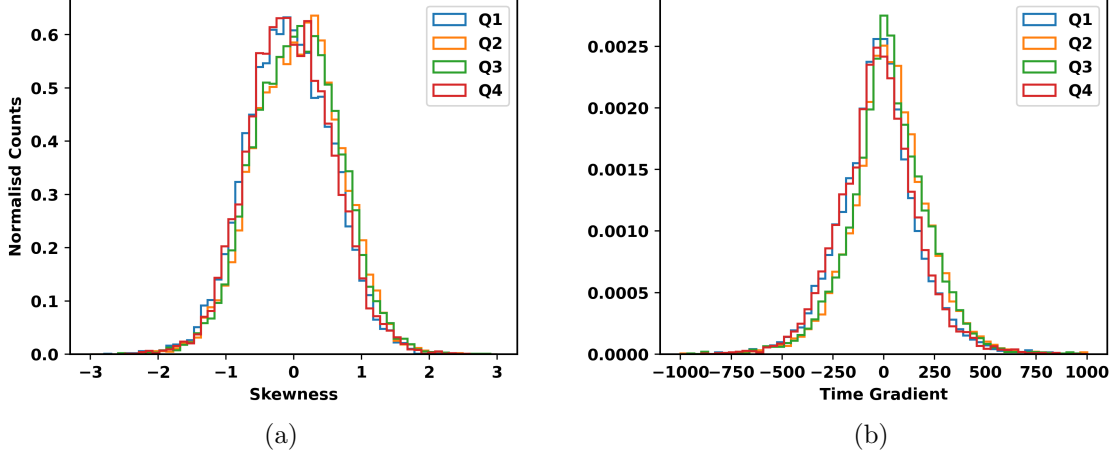 0.6
0.5
0.4
0.3
0.2
0.1
0.0
Normalisd Counts
−3 −2 −1 0 1 2 3
Skewness
Q1
Q2
Q3
Q4
(a)
0.0025
0.0020
0.0015
0.0010
0.0005
0.0000
−1000 −750 −500 −250 0 250 500 750 1000
Time Gradient
Q1
Q2
Q3
Q4
(b)